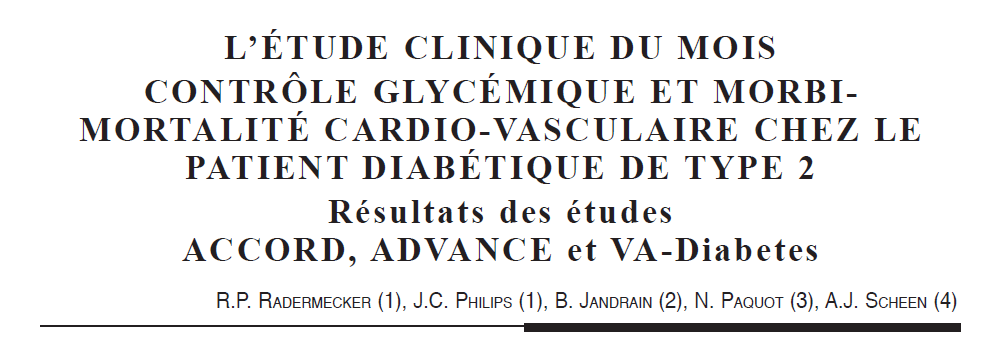 L’ÉTUDE CLINIQUE DU MOIS
CONTRÔLE GLYCÉMIQUE ET MORBI-
MORTALITÉ CARDIO-VASCULAIRE CHEZ LE
PATIENT DIABÉTIQUE DE TYPE 2
Résultats des études
ACCORD, ADVANCE et VA-Diabetes
R.P. Radermecker (1), J.C. Philips (1), B. Jandrain (2), N. Paquot (3), A.J. Scheen (4)